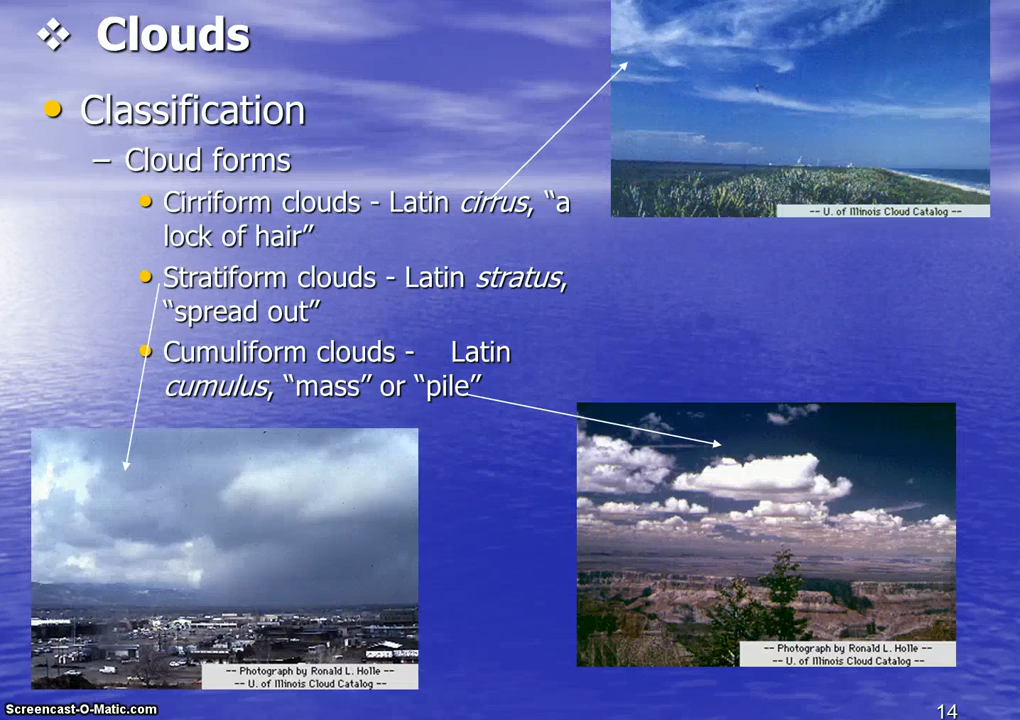 ❖ Clouds
• Classification
– Cloud forms
• Cirriform clouds - Latin cirrus, “a
lock of hair”
• Stratiform clouds - Latin stratus,
“spread out”
• Cumuliform clouds - Latin
cumulus, “mass” or “pile”
-- U. of Illinois Cloud Catalog --
-- Photograph by Ronald L. Holle --
-- U. of Illinois Cloud Catalog --
-- Photograph by Ronald L. Holle --
-- U. of Illinois Cloud Catalog --
Screencast-O-Matic.com
14